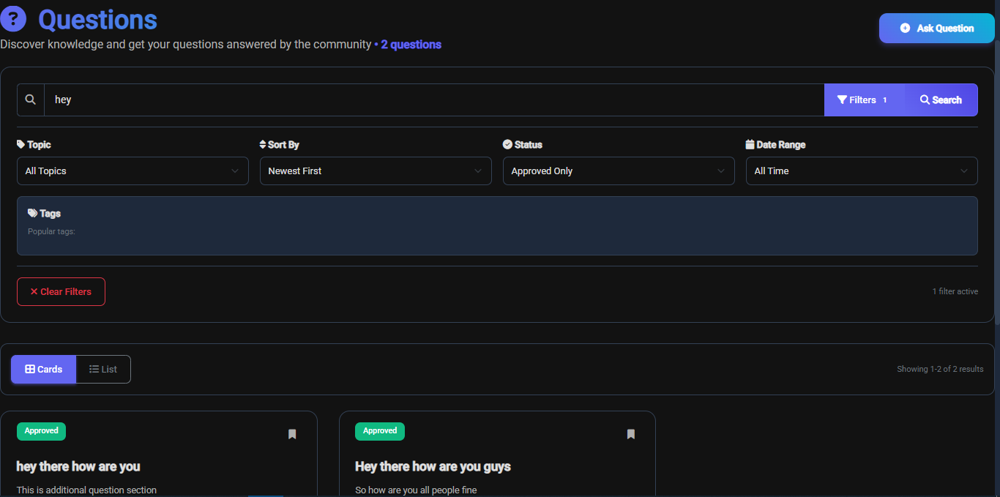 ? Questions
Ask Question
Discover knowledge and get your questions answered by the community • 2 questions
hey
Filters 1
Search
Topic
Sort By
Status
Date Range
All Topics
Newest First
Approved Only
All Time
Tags
Popular tags:
Clear Filters
1 filter active
Cards
List
Showing 1-2 of 2 results
Approved
Approved
hey there how are you
Hey there how are you guys
This is additional question section
So how are you all people fine